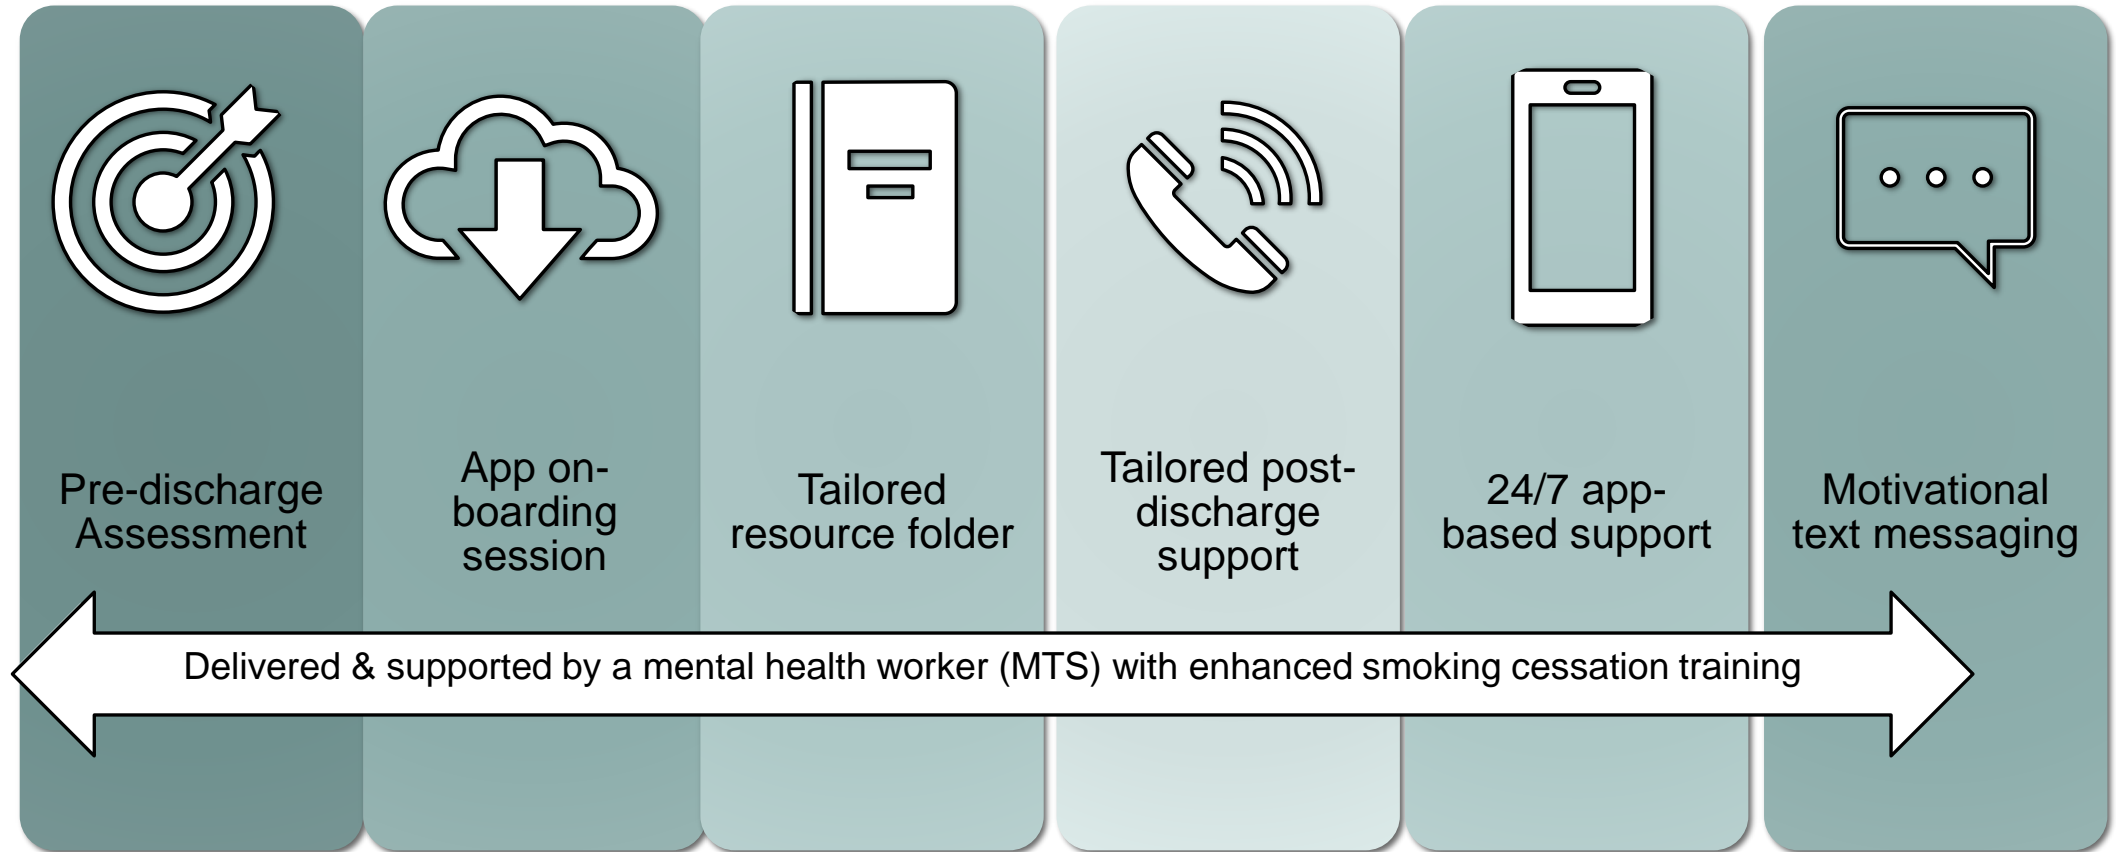 Pre-discharge
Assessment
App on-
boarding
session
Tailored
resource folder
Tailored post-
discharge
support
24/7 app-
based support
Motivational
text messaging
Delivered & supported by a mental health worker (MTS) with enhanced smoking cessation training